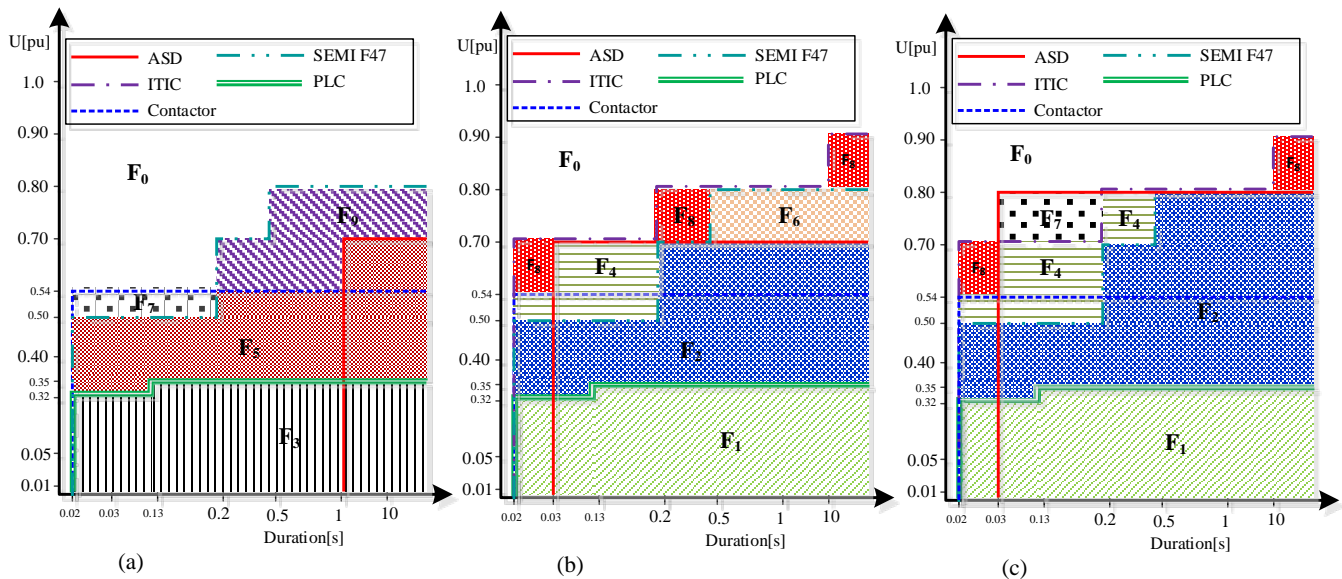 U[pu]
ASD
SEMI F47
ITIC
PLC
Contactor
1.0
0.90
0.80
0.70
0.54
0.50
0.40
0.35
0.32
0.05
0.01
F0
F9
F7
F5
F3
0.02 0.03 0.13 0.2 0.5 1 10
Duration[s]
(a)
U[pu]
ASD
SEMI F47
ITIC
PLC
Contactor
1.0
0.90
0.80
0.70
0.54
0.50
0.40
0.35
0.32
0.05
0.01
F0
F8
F8
F6
F8
F4
F2
F1
0.02 0.03 0.13 0.2 0.5 1 10
Duration[s]
(b)
U[pu]
ASD
SEMI F47
ITIC
PLC
Contactor
1.0
0.90
0.80
0.70
0.54
0.50
0.40
0.35
0.32
0.05
0.01
F0
F8
F7
F4
F8
F4
F2
F1
0.02 0.03 0.13 0.2 0.5 1 10
Duration[s]
(c)